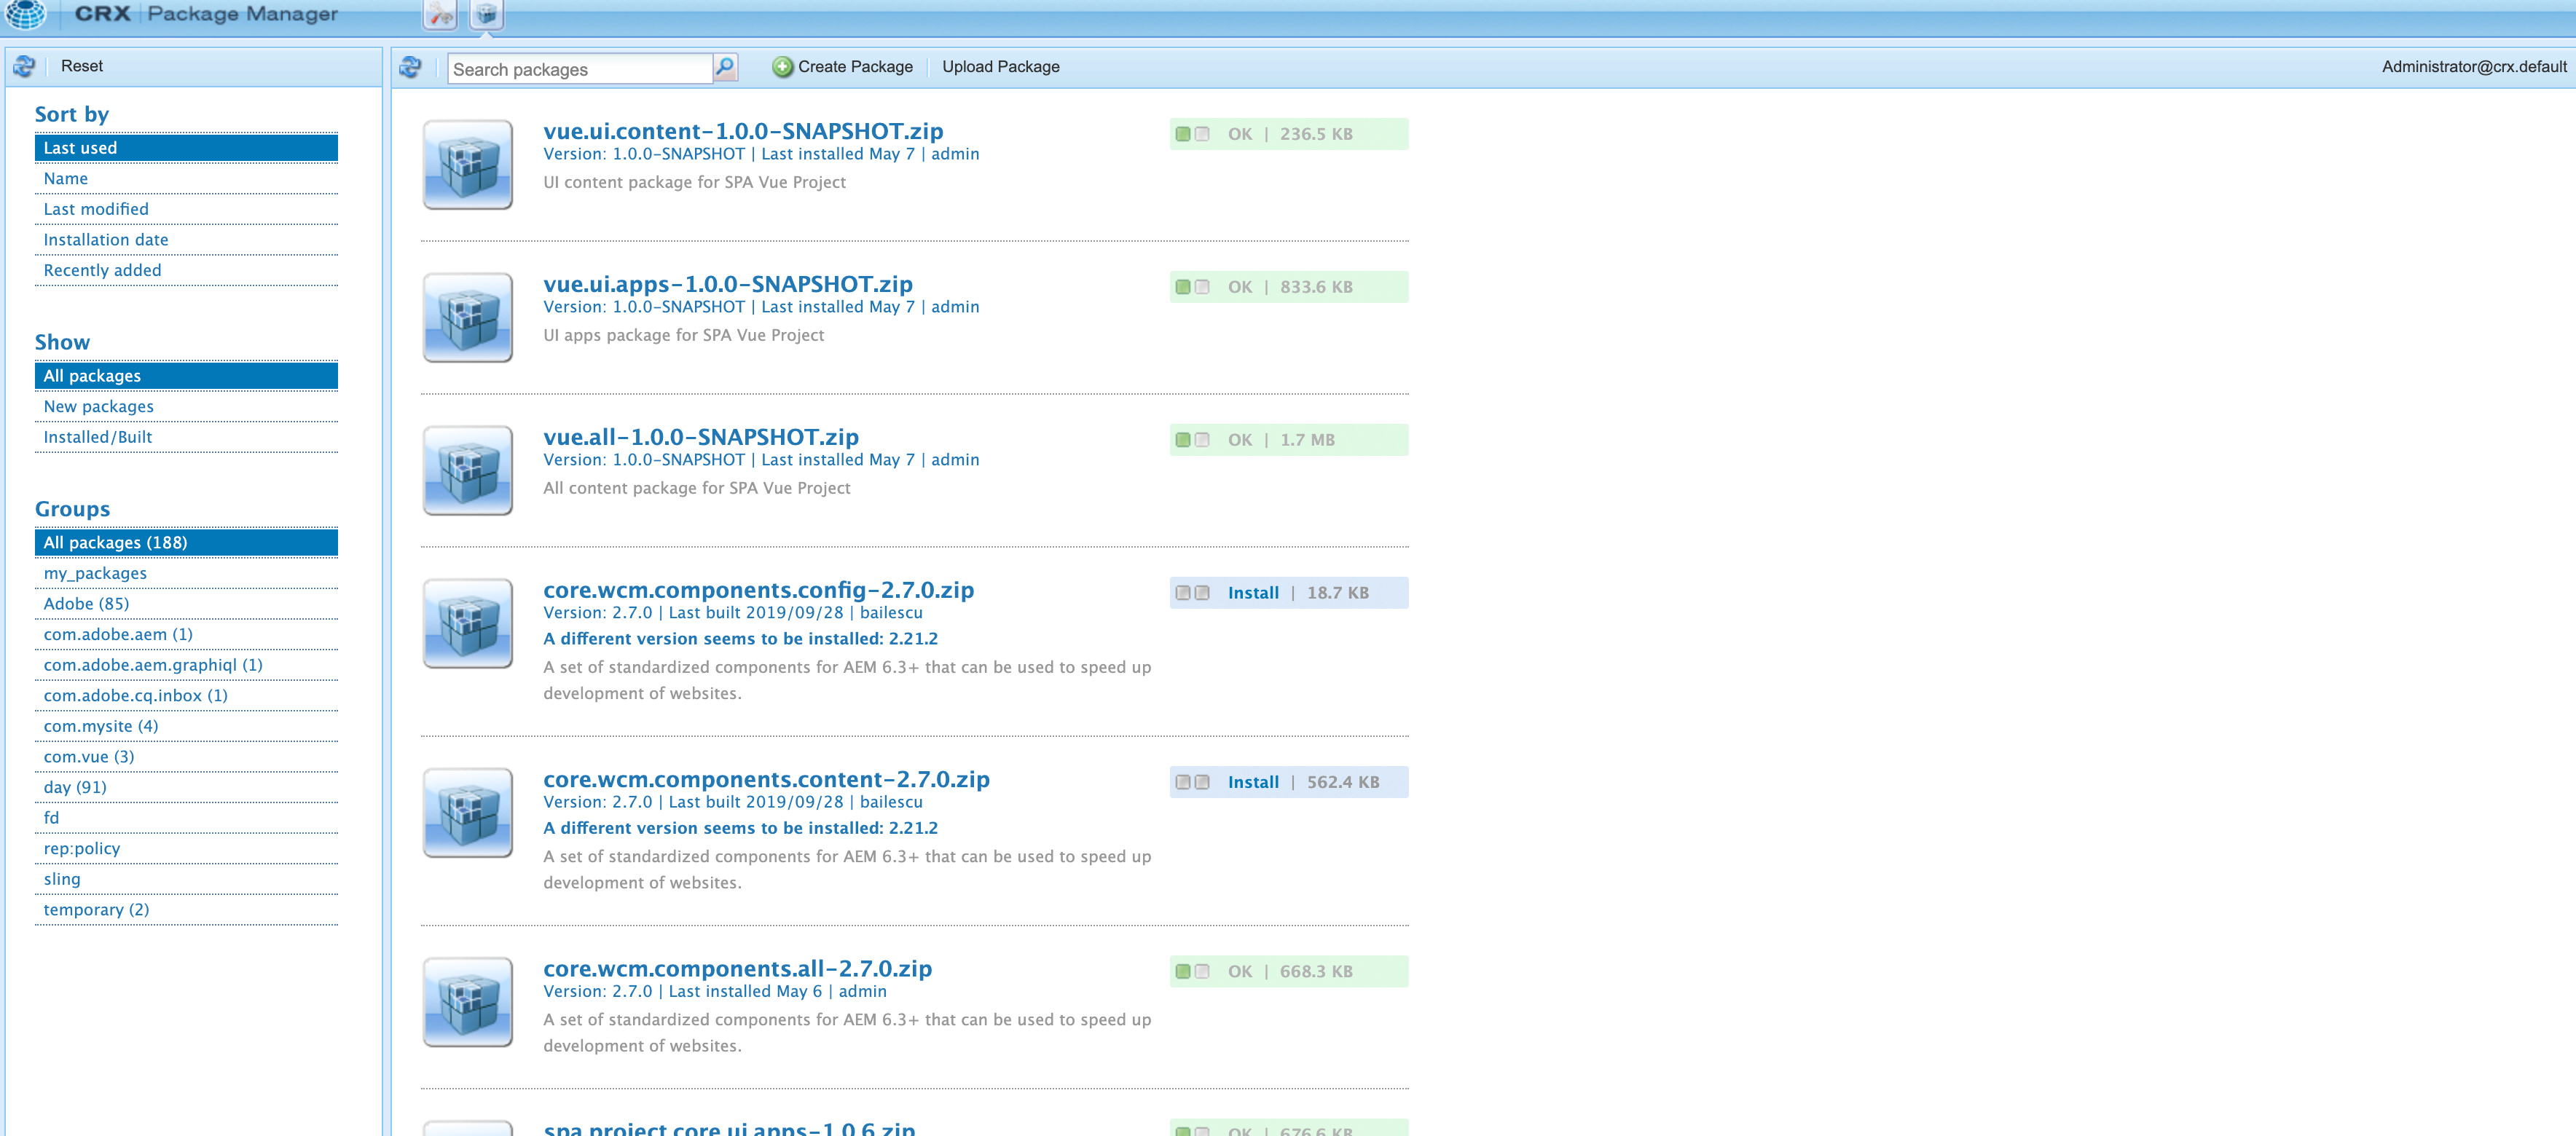 CRX | Package Manager
Reset
Sort by
Last used
Name
Last modified
Installation date
Recently added
Show
All packages
New packages
Installed/Built
Groups
All packages (188)
my_packages
Adobe (85)
com.adobe.aem (1)
com.adobe.aem.graphiql (1)
com.adobe.cq.inbox (1)
com.mysite (4)
com.vue (3)
day (91)
fd
rep:policy
sling
temporary (2)
Search packages
Create Package
Upload Package
Administrator@crx.default
vue.ui.content-1.0.0-SNAPSHOT.zip
OK | 236.5 KB
Version: 1.0.0-SNAPSHOT | Last installed May 7 | admin
UI content package for SPA Vue Project
vue.ui.apps-1.0.0-SNAPSHOT.zip
OK | 833.6 KB
Version: 1.0.0-SNAPSHOT | Last installed May 7 | admin
UI apps package for SPA Vue Project
vue.all-1.0.0-SNAPSHOT.zip
OK | 1.7 MB
Version: 1.0.0-SNAPSHOT | Last installed May 7 | admin
All content package for SPA Vue Project
core.wcm.components.config-2.7.0.zip
Install | 18.7 KB
Version: 2.7.0 | Last built 2019/09/28 | bailescu
A different version seems to be installed: 2.21.2
A set of standardized components for AEM 6.3+ that can be used to speed up
development of websites.
core.wcm.components.content-2.7.0.zip
Install | 562.4 KB
Version: 2.7.0 | Last built 2019/09/28 | bailescu
A different version seems to be installed: 2.21.2
A set of standardized components for AEM 6.3+ that can be used to speed up
development of websites.
core.wcm.components.all-2.7.0.zip
OK | 668.3 KB
Version: 2.7.0 | Last installed May 6 | admin
A set of standardized components for AEM 6.3+ that can be used to speed up
development of websites.
spa.project.core.ui.apps-1.0.6.zip
OK | 676.6 KB